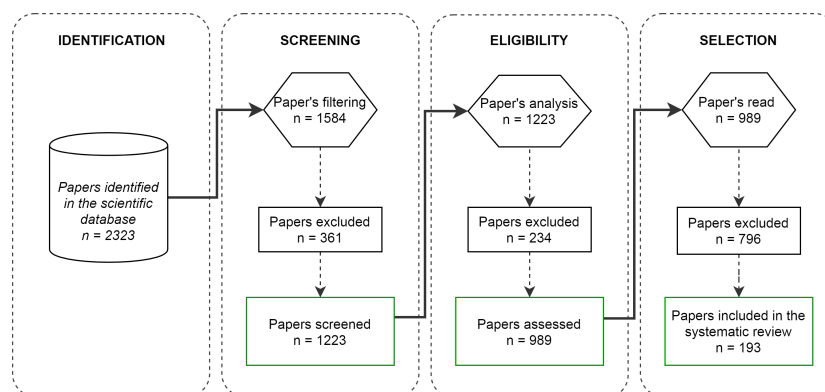 IDENTIFICATION
Papers identified
in the scientific
database
n = 2323
SCREENING
Paper's filtering
n = 1584
Papers excluded
n = 361
Papers screened
n = 1223
ELIGIBILITY
Paper's analysis
n = 1223
Papers excluded
n = 234
Papers assessed
n = 989
SELECTION
Paper's read
n = 989
Papers excluded
n = 796
Papers included in the
systematic review
n = 193